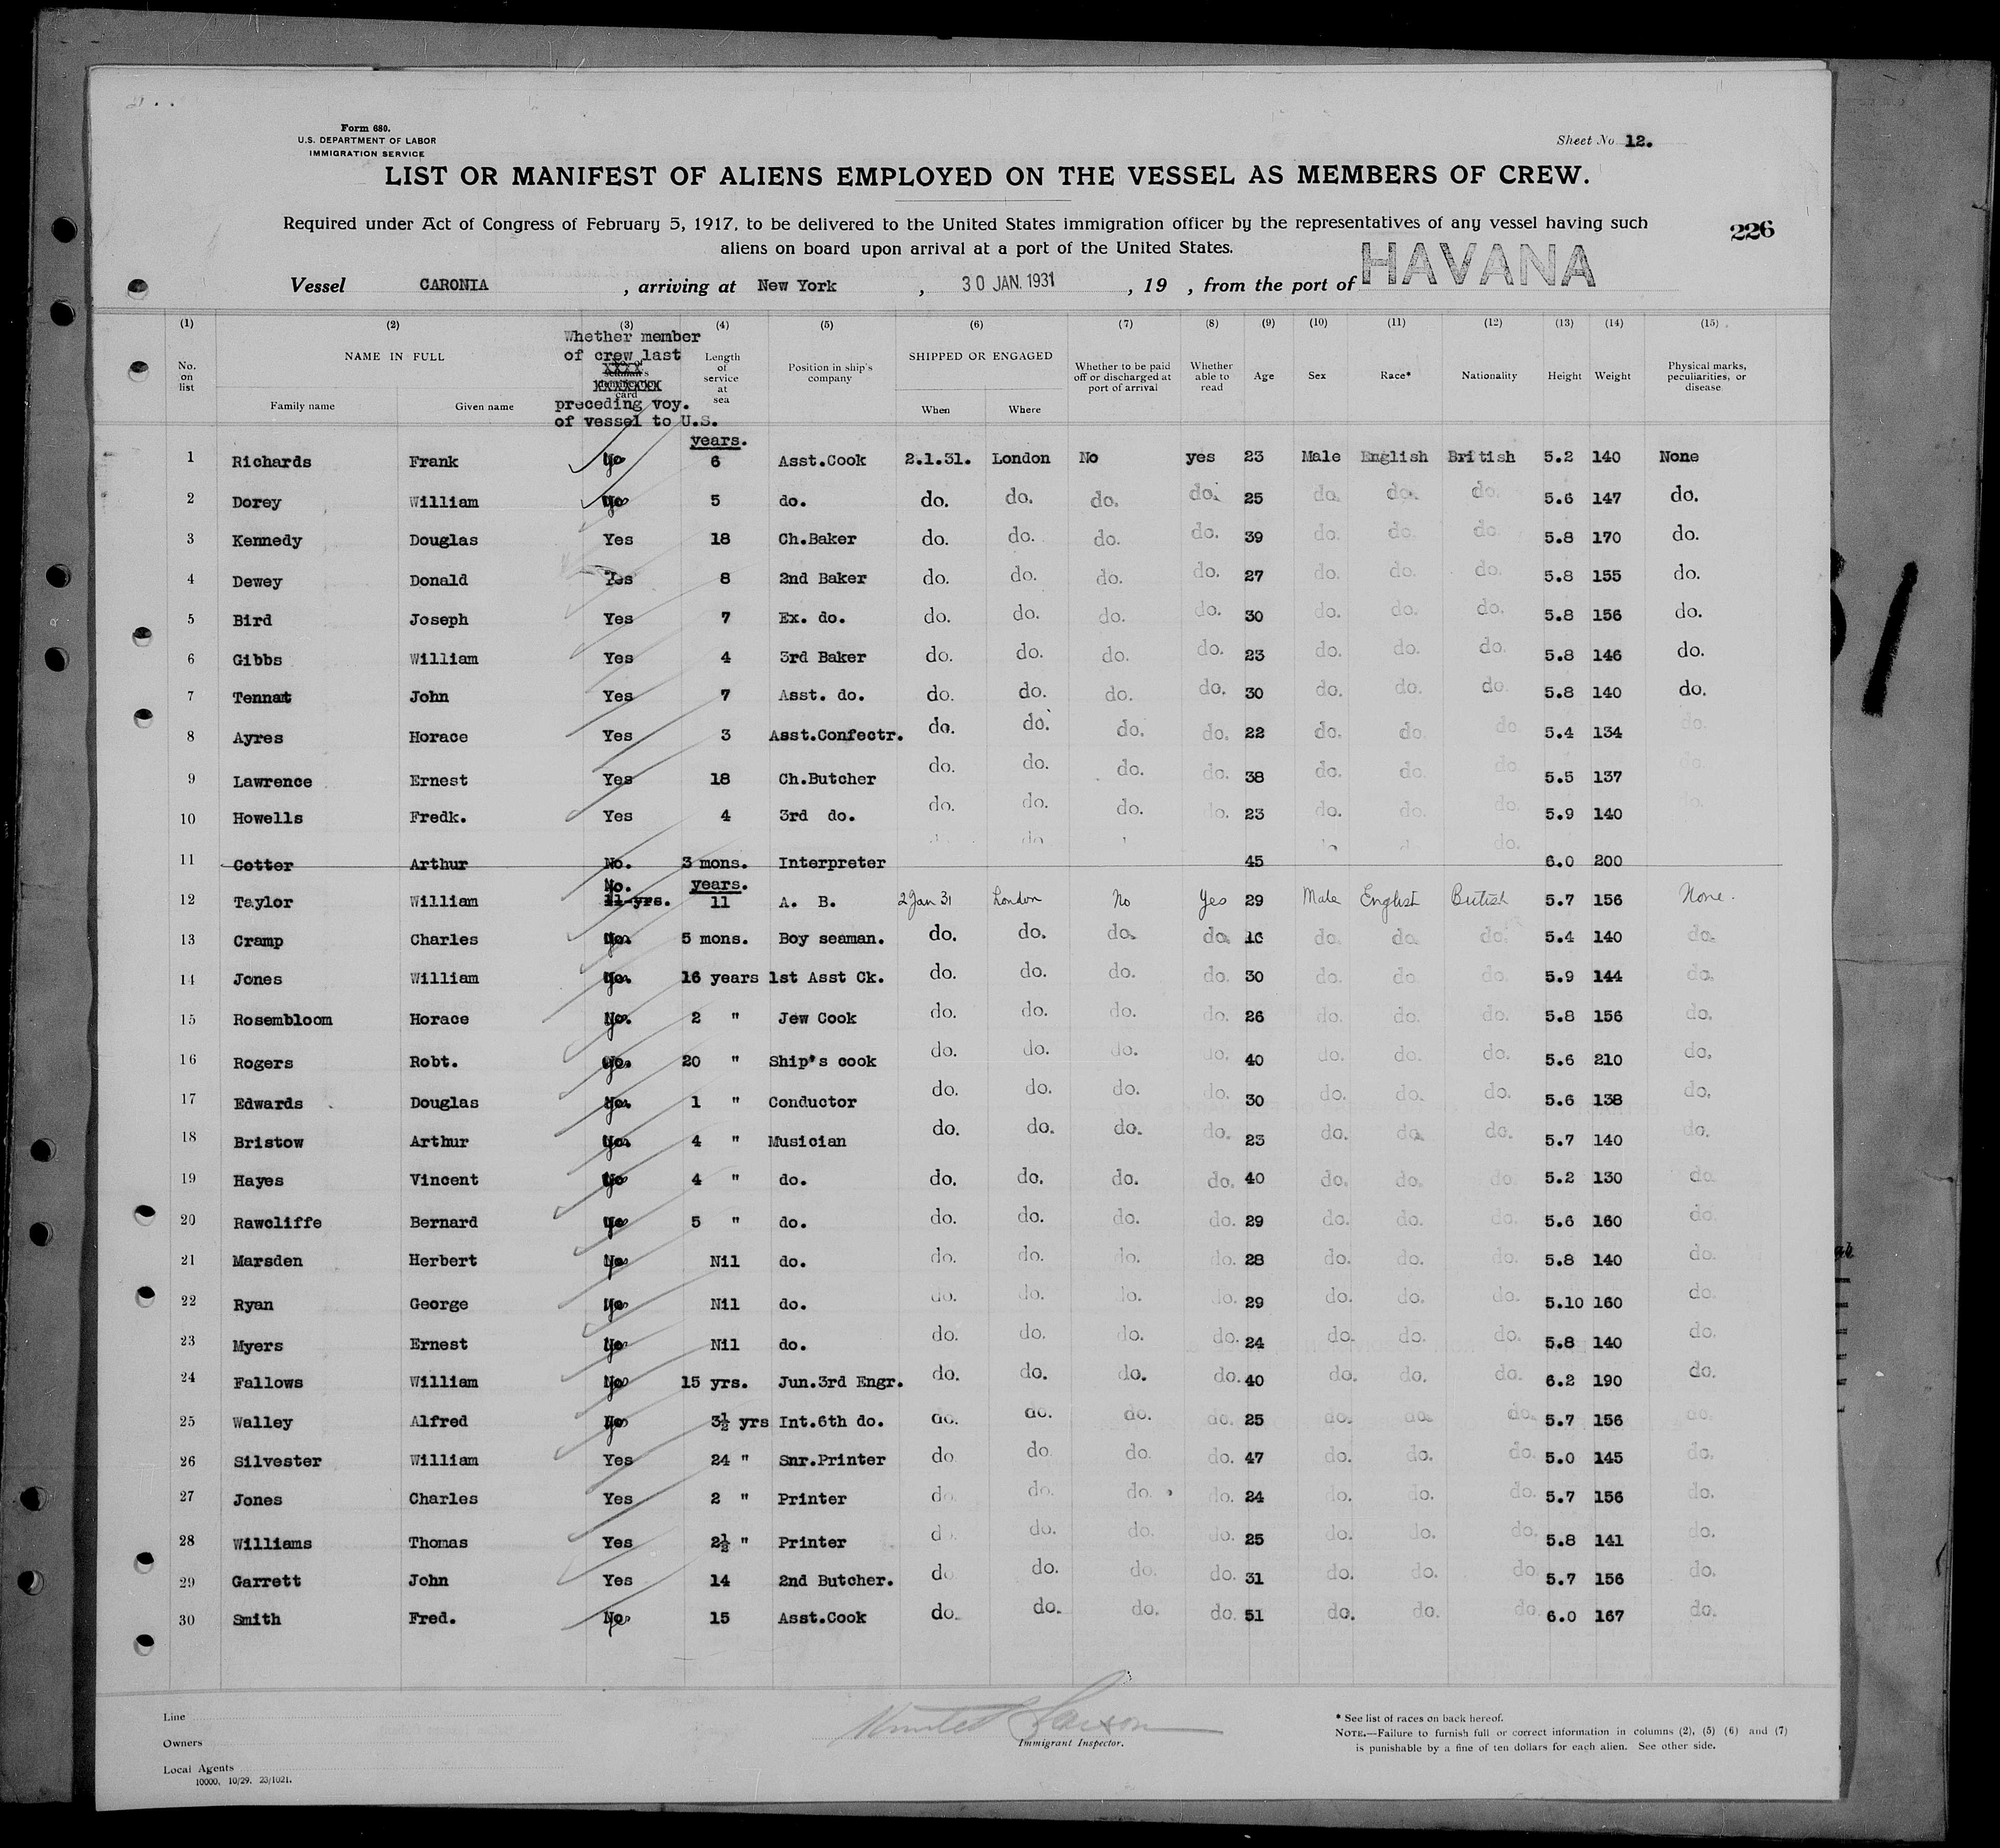 Form 680.
U.S. DEPARTMENT OF LABOR
IMMIGRATION SERVICE
Sheet No 12.
LIST OR MANIFEST OF ALIENS EMPLOYED ON THE VESSEL AS MEMBERS OF CREW.
Required under Act of Congress of February 5, 1917, to be delivered to the United States immigration officer by the representatives of any vessel having such
aliens on board upon arrival at a port of the United States.
226
Vessel CARONIA , arriving at New York , 30 JAN. 1931 , 19 , from the port of HAVANA
(1) (2) (3) (4) (5) (6) (7) (8) (9) (10) (11) (12) (13) (14) (15)
No. on list
NAME IN FULL
Family name Given name
Whether member
of crew last
card
preceding voy.
of vessel to U.S.
Length of service at sea
Position in ship's company
SHIPPED OR ENGAGED
When Where
Whether to be paid off or discharged at port of arrival
Whether able to read
Age Sex Race* Nationality Height Weight
Physical marks, peculiarities, or disease
years.
1 Richards Frank Yes 6 Asst.Cook 2.1.31. London No yes 23 Male English British 5.2 140 None
2 Dorey William Yes 5 do. do. do. do. do. 25 do. do. do. 5.6 147 do.
3 Kennedy Douglas Yes 18 Ch.Baker do. do. do. do. 39 do. do. do. 5.8 170 do.
4 Dewey Donald Yes 8 2nd Baker do. do. do. do. 27 do. do. do. 5.8 155 do.
5 Bird Joseph Yes 7 Ex. do. do. do. do. do. 30 do. do. do. 5.8 156 do.
6 Gibbs William Yes 4 3rd Baker do. do. do. do. 23 do. do. do. 5.8 146 do.
7 Tennat John Yes 7 Asst. do. do. do. do. do. 30 do. do. do. 5.8 140 do.
8 Ayres Horace Yes 3 Asst.Confectr. do. do. do. do. 22 do. do. do 5.4 134 do.
9 Lawrence Ernest Yes 18 Ch.Butcher do. do. do. do. 38 do. do. do. 5.5 137 do.
10 Howells Fredk. Yes 4 3rd do. do. do. do. do. 23 do. do. do. 5.9 140
11 Cotter Arthur No. 3 mons. Interpreter do do. 45 6.0 200
No. years.
12 Taylor William 11 yrs. 11 A. B. 2 Jan 31 London No Yes 29 Male English British 5.7 156 None.
13 Cramp Charles Yes 5 mons. Boy seaman. do. do. do. do. 16 do. do. do. 5.4 140 do.
14 Jones William Yes 16 years 1st Asst Ck. do. do. do. do. 30 do. do. do. 5.9 144 do.
15 Rosembloom Horace Yes 2 " Jew Cook do. do. do. do. 26 do. do. do. 5.8 156 do.
16 Rogers Robt. Yes 20 " Ship's cook do. do. do. do. 40 do. do. do. 5.6 210 do.
17 Edwards Douglas Yes 1 " Conductor do. do. do. do. 30 do. do. do. 5.6 138 do.
18 Bristow Arthur Yes 4 " Musician do. do. do. do. 23 do. do. do. 5.7 140 do.
19 Hayes Vincent Yes 4 " do. do. do. do. do. 40 do. do. do 5.2 130 do
20 Rawcliffe Bernard Yes 5 " do. do. do. do. do. 29 do. do. do. 5.6 160 do
21 Marsden Herbert Yes Nil do. do. do. do. do. 28 do. do. do. 5.8 140 do.
22 Ryan George Yes Nil do. do. do. do. do. 29 do. do. do. 5.10 160 do.
23 Myers Ernest Yes Nil do. do. do. do. do. 24 do. do. do. 5.8 140 do.
24 Fallows William Yes 15 yrs. Jun.3rd Engr. do. do. do. do. 40 do. do. do. 6.2 190 do.
25 Walley Alfred Yes 3½ yrs Int.6th do. do. do. do. do. 25 do. do. do. 5.7 156 do.
26 Silvester William Yes 24 " Snr.Printer do do do. do. 47 do. do. do. 5.0 145 do.
27 Jones Charles Yes 2 " Printer do. do. do. do. 24 do. do. do. 5.7 156 do.
28 Williams Thomas Yes 2½ " Printer do. do. do. do. 25 do. do. do. 5.8 141 do.
29 Garrett John Yes 14 2nd Butcher. do do. do. do. 31 do. do. do. 5.7 156 do.
30 Smith Fred. Yes 15 Asst.Cook do. do. do. do. 51 do. do. do. 6.0 167 do.
Line
Owners
Local Agents
10000, 10/29. 23/1021.
Immigrant Inspector.
* See list of races on back hereof.
NOTE.—Failure to furnish full or correct information in columns (2), (5) (6) and (7)
is punishable by a fine of ten dollars for each alien. See other side.